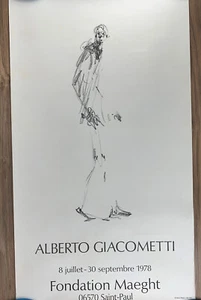 ALBERTO GIACOMETTI
8 juillet-30 septembre 1978
Fondation Maeght
06570 Saint-Paul